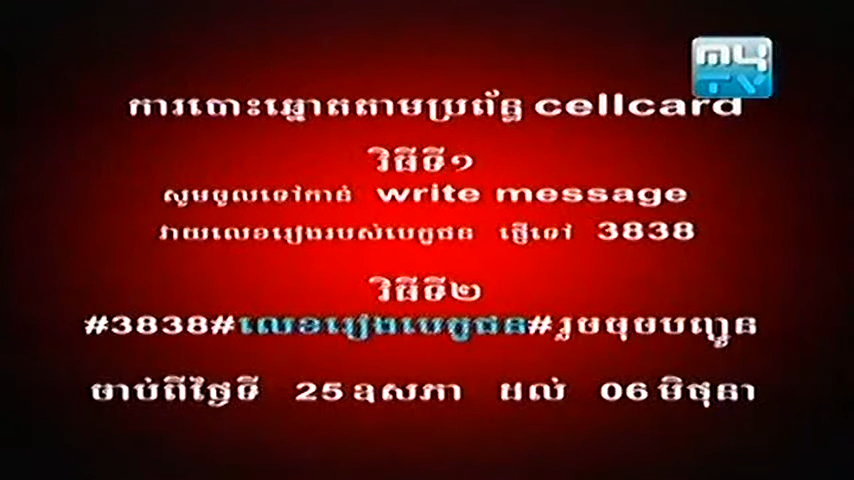 MY
TV
ការបោះឆ្នោតតាមប្រព័ន្ធ cellcard
វិធីទី១
សូមចូលទៅកាន់ write message
វាយលេខរៀងរបស់បេក្ខជន ផ្ញើទៅ 3838
វិធីទី២
#3838#លេខរៀងបេក្ខជន#រួចចុចបញ្ជូន
ចាប់ពីថ្ងៃទី 25 ឧសភា ដល់ 06 មិថុនា